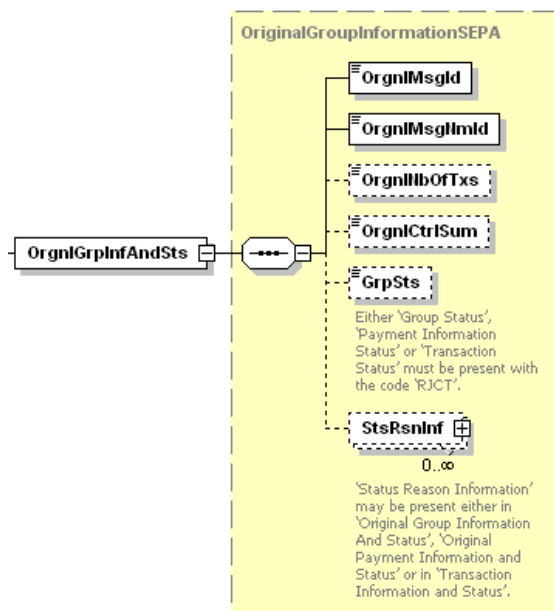 OriginalGroupInformationSEPA
OrgnlMsgId
OrgnlMsgNmId
OrgnlNbOfTxs
OrgnlCtrlSum
OrgnlGrpInfAndSts
GrpSts
Either 'Group Status',
'Payment Information
Status' or 'Transaction
Status' must be present with
the code 'RJCT'.
StsRsnInf
0..∞
'Status Reason Information'
may be present either in
'Original Group Information
And Status', 'Original
Payment Information and
Status' or in 'Transaction
Information and Status'.